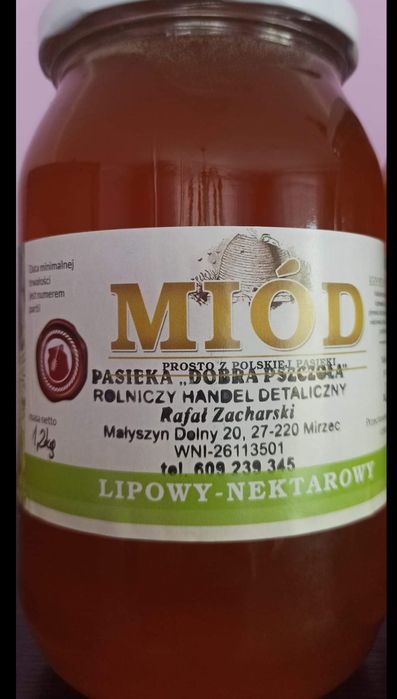 Data minimalnej
trwałości
jest numerem
partii
MIÓD
PROSTO Z POLSKIEJ PASIEKI
PASIEKA „DOBRA PSZCZOŁA"
ROLNICZY HANDEL DETALICZNY
Rafał Zacharski
Małyszyn Dolny 20, 27-220 Mirzec
WNI-26113501
tel. 609 239 345
masa netto
1,2kg
LIPOWY-NEKTAROWY